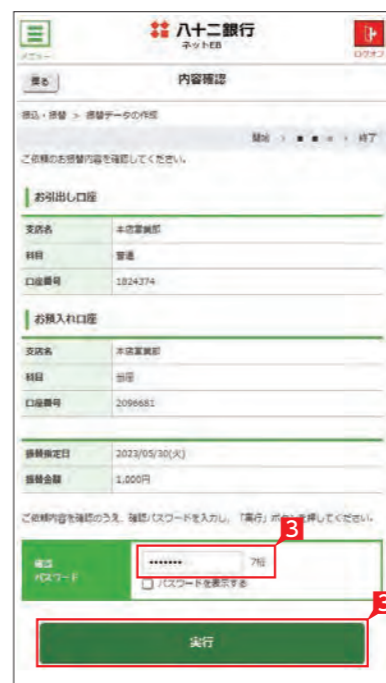 八十二銀行
ネットEB
メニュー
ログオフ
戻る
内容確認
振込・振替 > 振替データの作成
開始 > ■ ■ ■ > 終了
ご依頼のお振替内容を確認してください。
お引出し口座
支店名 本店営業部
科目 普通
口座番号 1824374
お預入れ口座
支店名 本店営業部
科目 当座
口座番号 2096681
振替指定日 2023/05/30(火)
振替金額 1,000円
ご依頼内容を確認のうえ、確認パスワードを入力し、「実行」ボタンを押してください。
3
確認 ••••••• 7桁
パスワード
パスワードを表示する
3
実行